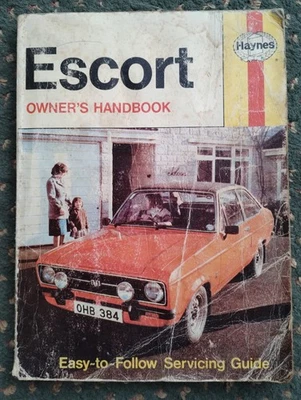 Haynes
Escort
OWNER'S HANDBOOK
OHB 384
Easy-to-Follow Servicing Guide